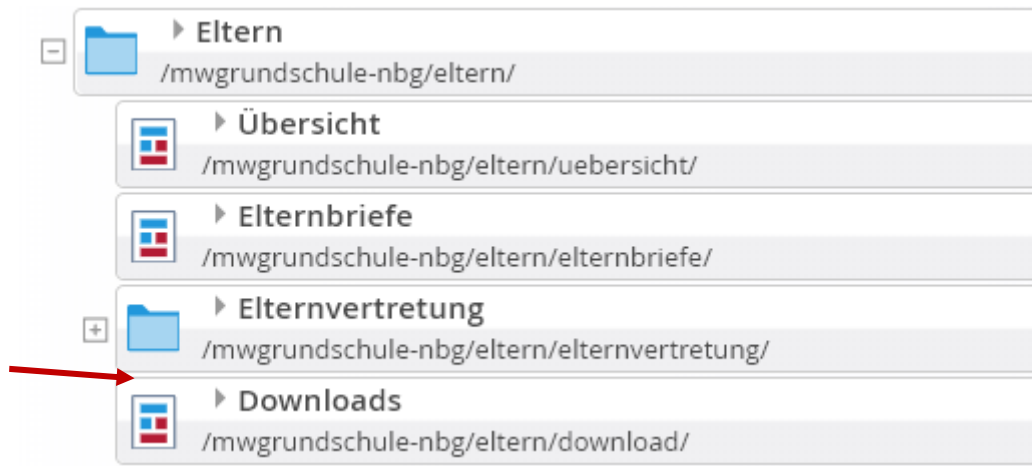 Eltern
/mwgrundschule-nbg/eltern/
Übersicht
/mwgrundschule-nbg/eltern/uebersicht/
Elternbriefe
/mwgrundschule-nbg/eltern/elternbriefe/
Elternvertretung
/mwgrundschule-nbg/eltern/elternvertretung/
Downloads
/mwgrundschule-nbg/eltern/download/